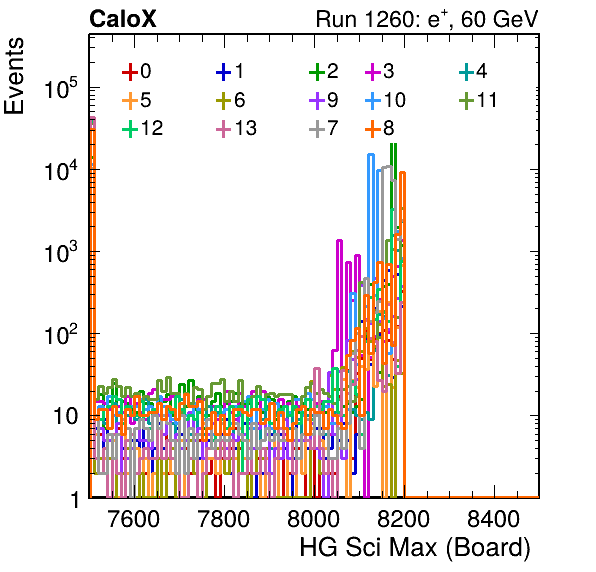 CaloX Run 1260: e⁺, 60 GeV
Events
0 1 2 3 4
5 6 9 10 11
12 13 7 8
10⁵
10⁴
10³
10²
10
1
7600 7800 8000 8200 8400
HG Sci Max (Board)